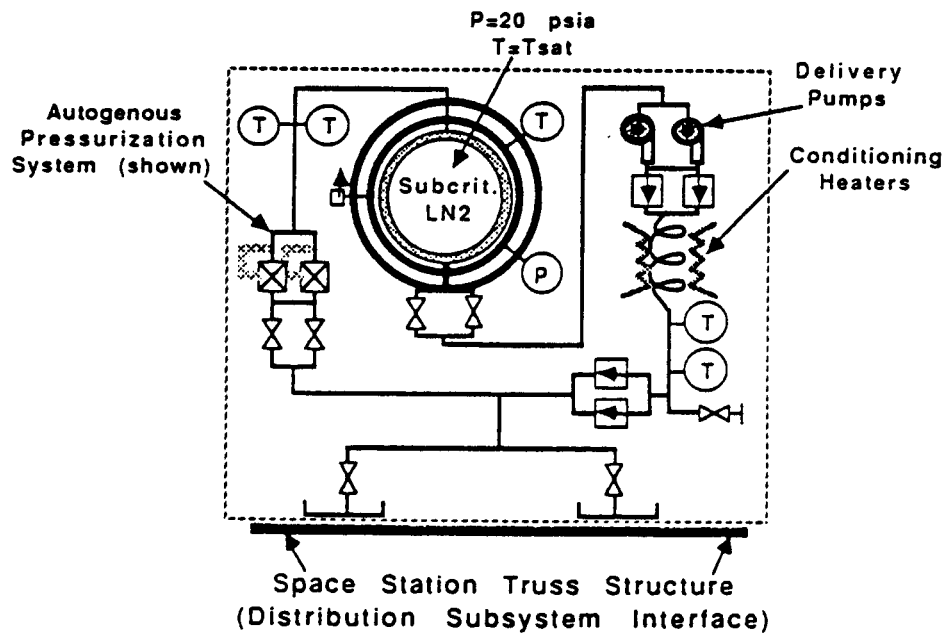 P=20 psia
T=Tsat
Autogenous
Pressurization
System (shown)
Delivery
Pumps
Conditioning
Heaters
T
T
T
Subcrit.
LN2
P
T
T
Space Station Truss Structure
(Distribution Subsystem Interface)